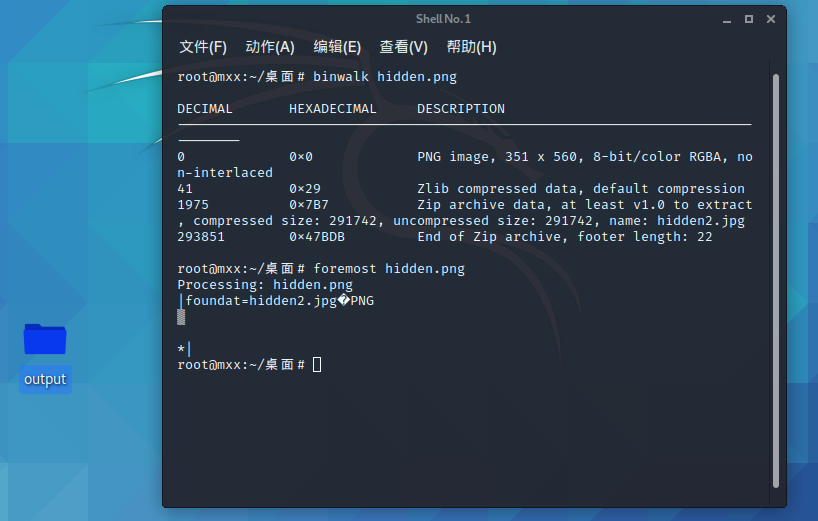 Shell No.1
文件(F) 动作(A) 编辑(E) 查看(V) 帮助(H)
root@mxx:~/桌面# binwalk hidden.png
DECIMAL HEXADECIMAL DESCRIPTION
--------------------------------------------------------------------------------
0 0x0 PNG image, 351 x 560, 8-bit/color RGBA, no
n-interlaced
41 0x29 Zlib compressed data, default compression
1975 0x7B7 Zip archive data, at least v1.0 to extract
, compressed size: 291742, uncompressed size: 291742, name: hidden2.jpg
293851 0x47BDB End of Zip archive, footer length: 22
root@mxx:~/桌面# foremost hidden.png
Processing: hidden.png
|foundat=hidden2.jpg�PNG
▒
*|
root@mxx:~/桌面#
output